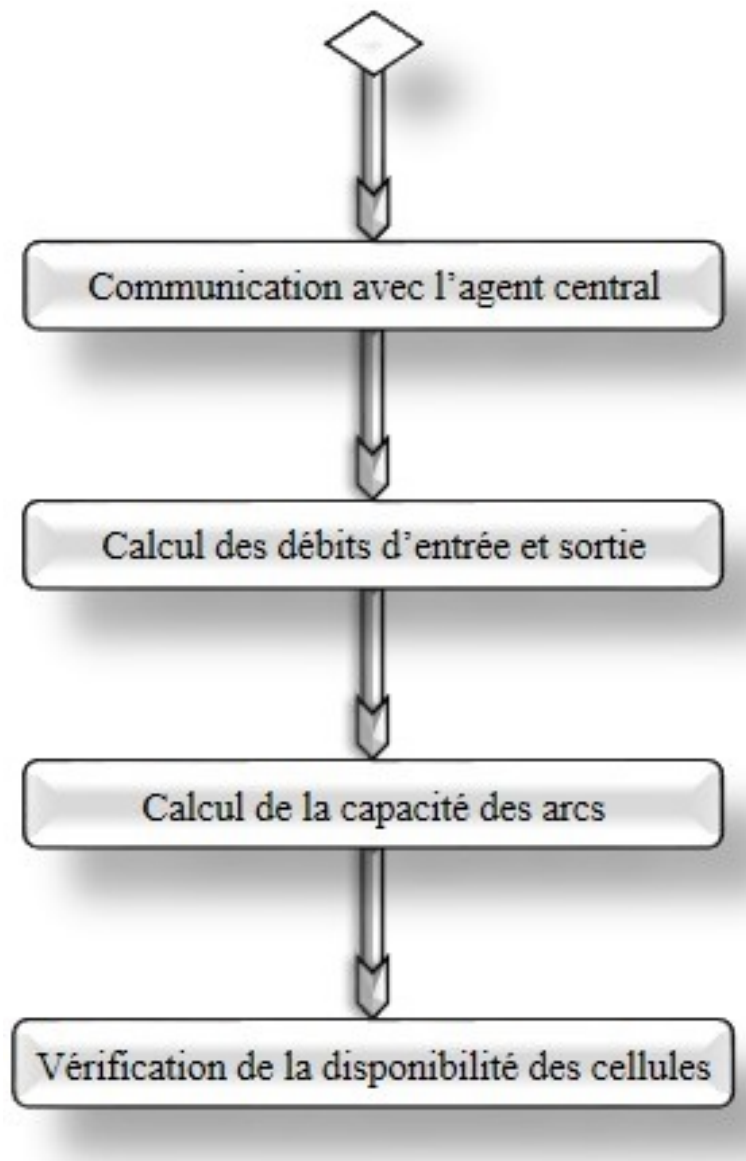 Communication avec l’agent central
Calcul des débits d’entrée et sortie
Calcul de la capacité des arcs
Vérification de la disponibilité des cellules